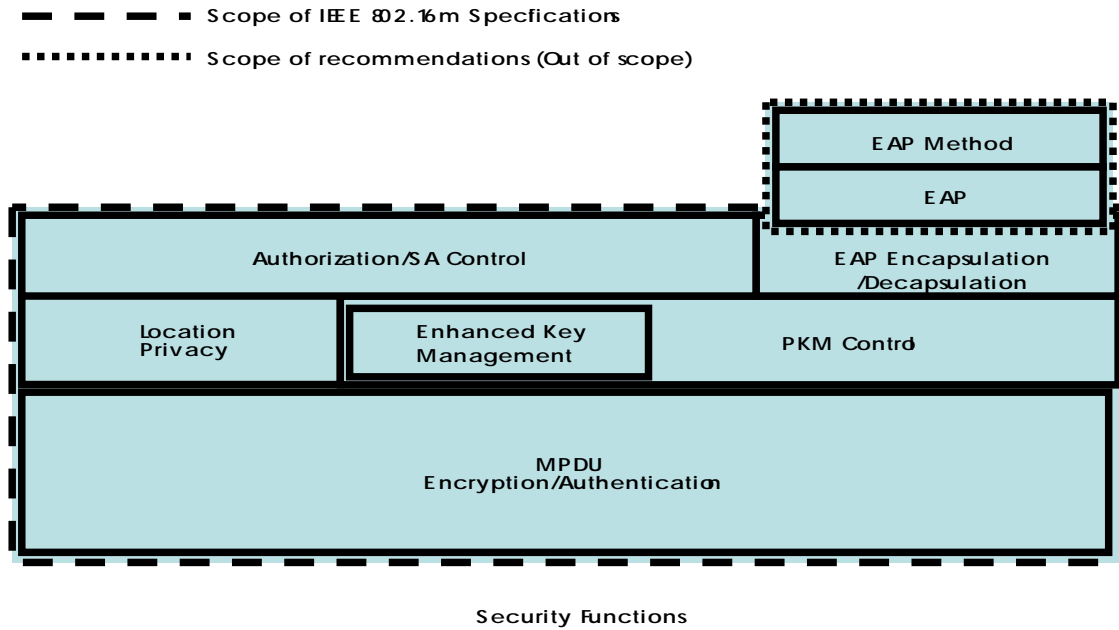 Scope of IEEE 802.16m Specfications
Scope of recommendations (Out of scope)
EAP Method
EAP
Authorization/SA Control
EAP Encapsulation
/Decapsulation
Location
Privacy
Enhanced Key
Management
PKM Control
MPDU
Encryption/Authentication
Security Functions